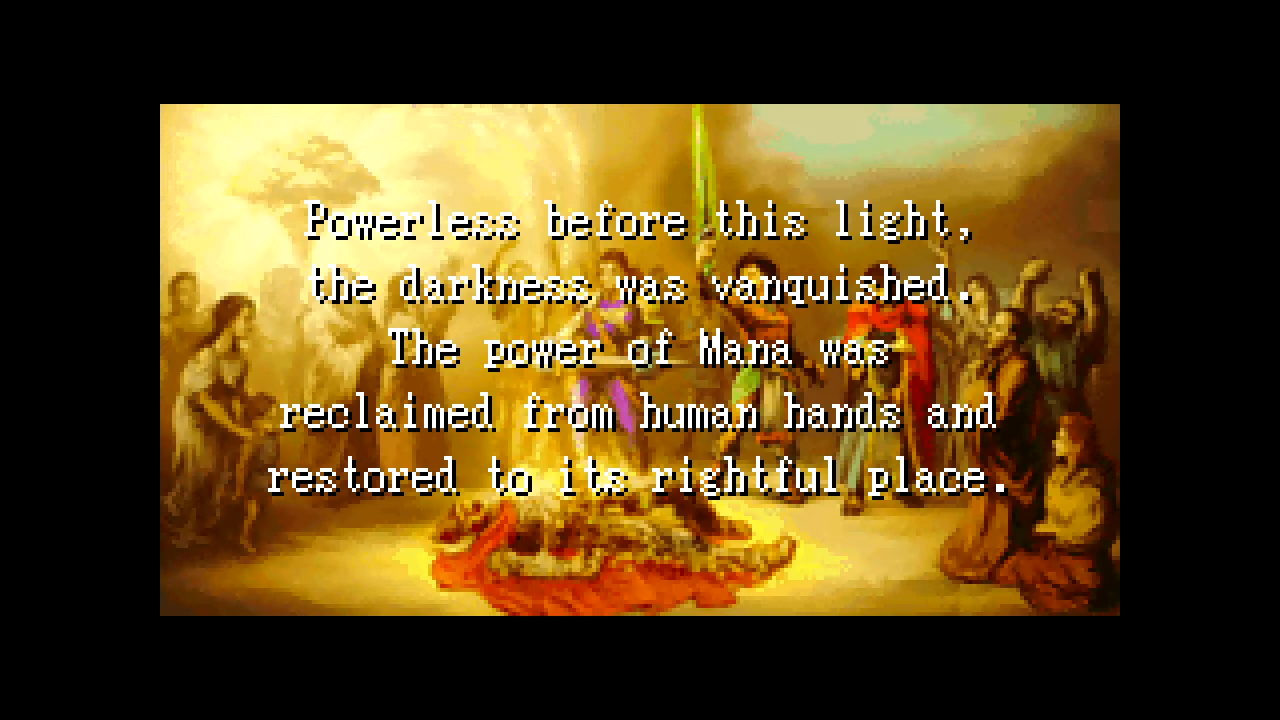 Powerless before this light,
the darkness was vanquished.
The power of Mana was
reclaimed from human hands and
restored to its rightful place.